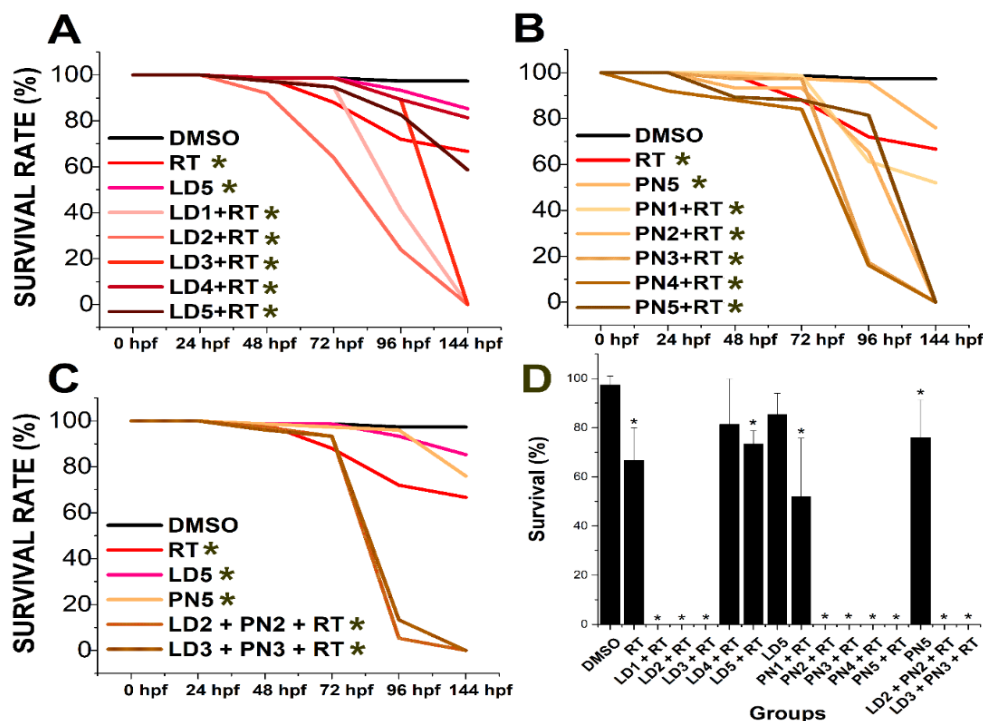 A
SURVIVAL RATE (%)
100
80
60
40
20
0
DMSO
RT *
LD5 *
LD1+RT *
LD2+RT *
LD3+RT *
LD4+RT *
LD5+RT *
0 hpf 24 hpf 48 hpf 72 hpf 96 hpf 144 hpf
B
100
80
60
40
20
0
DMSO
RT *
PN5 *
PN1+RT *
PN2+RT *
PN3+RT *
PN4+RT *
PN5+RT *
0 hpf 24 hpf 48 hpf 72 hpf 96 hpf 144 hpf
C
SURVIVAL RATE (%)
100
80
60
40
20
0
DMSO
RT *
LD5 *
PN5 *
LD2 + PN2 + RT *
LD3 + PN3 + RT *
0 hpf 24 hpf 48 hpf 72 hpf 96 hpf 144 hpf
D
Survival (%)
100
80
60
40
20
0
* * * * * * * * * * * * *
DMSO
RT
LD1 + RT
LD2 + RT
LD3 + RT
LD4 + RT
LD5 + RT
LD5
PN1 + RT
PN2 + RT
PN3 + RT
PN4 + RT
PN5 + RT
PN5
LD2 + PN2 + RT
LD3 + PN3 + RT
Groups